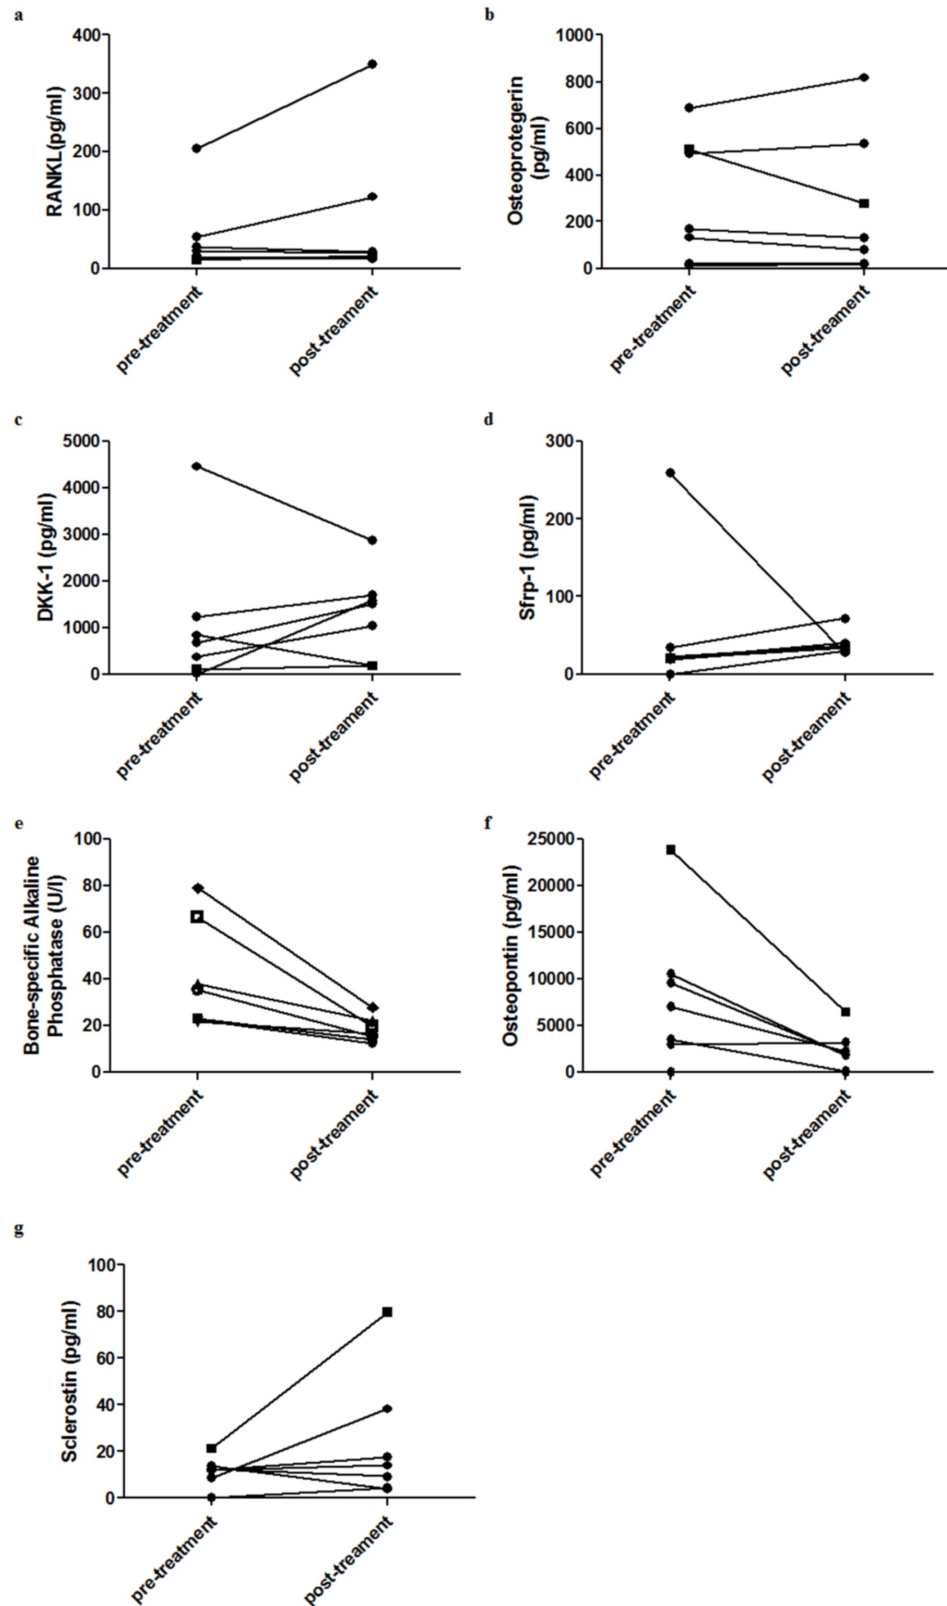 a
RANKL(pg/ml)
400
300
200
100
0
pre-treatment
post-treament
b
Osteoprotegerin
(pg/ml)
1000
800
600
400
200
0
pre-treatment
post-treament
c
DKK-1 (pg/ml)
5000
4000
3000
2000
1000
0
pre-treatment
post-treament
d
Sfrp-1 (pg/ml)
300
200
100
0
pre-treatment
post-treament
e
Bone-specific Alkaline
Phosphatase (U/l)
100
80
60
40
20
0
pre-treatment
post-treament
f
Osteopontin (pg/ml)
25000
20000
15000
10000
5000
0
pre-treatment
post-treament
g
Sclerostin (pg/ml)
100
80
60
40
20
0
pre-treatment
post-treament